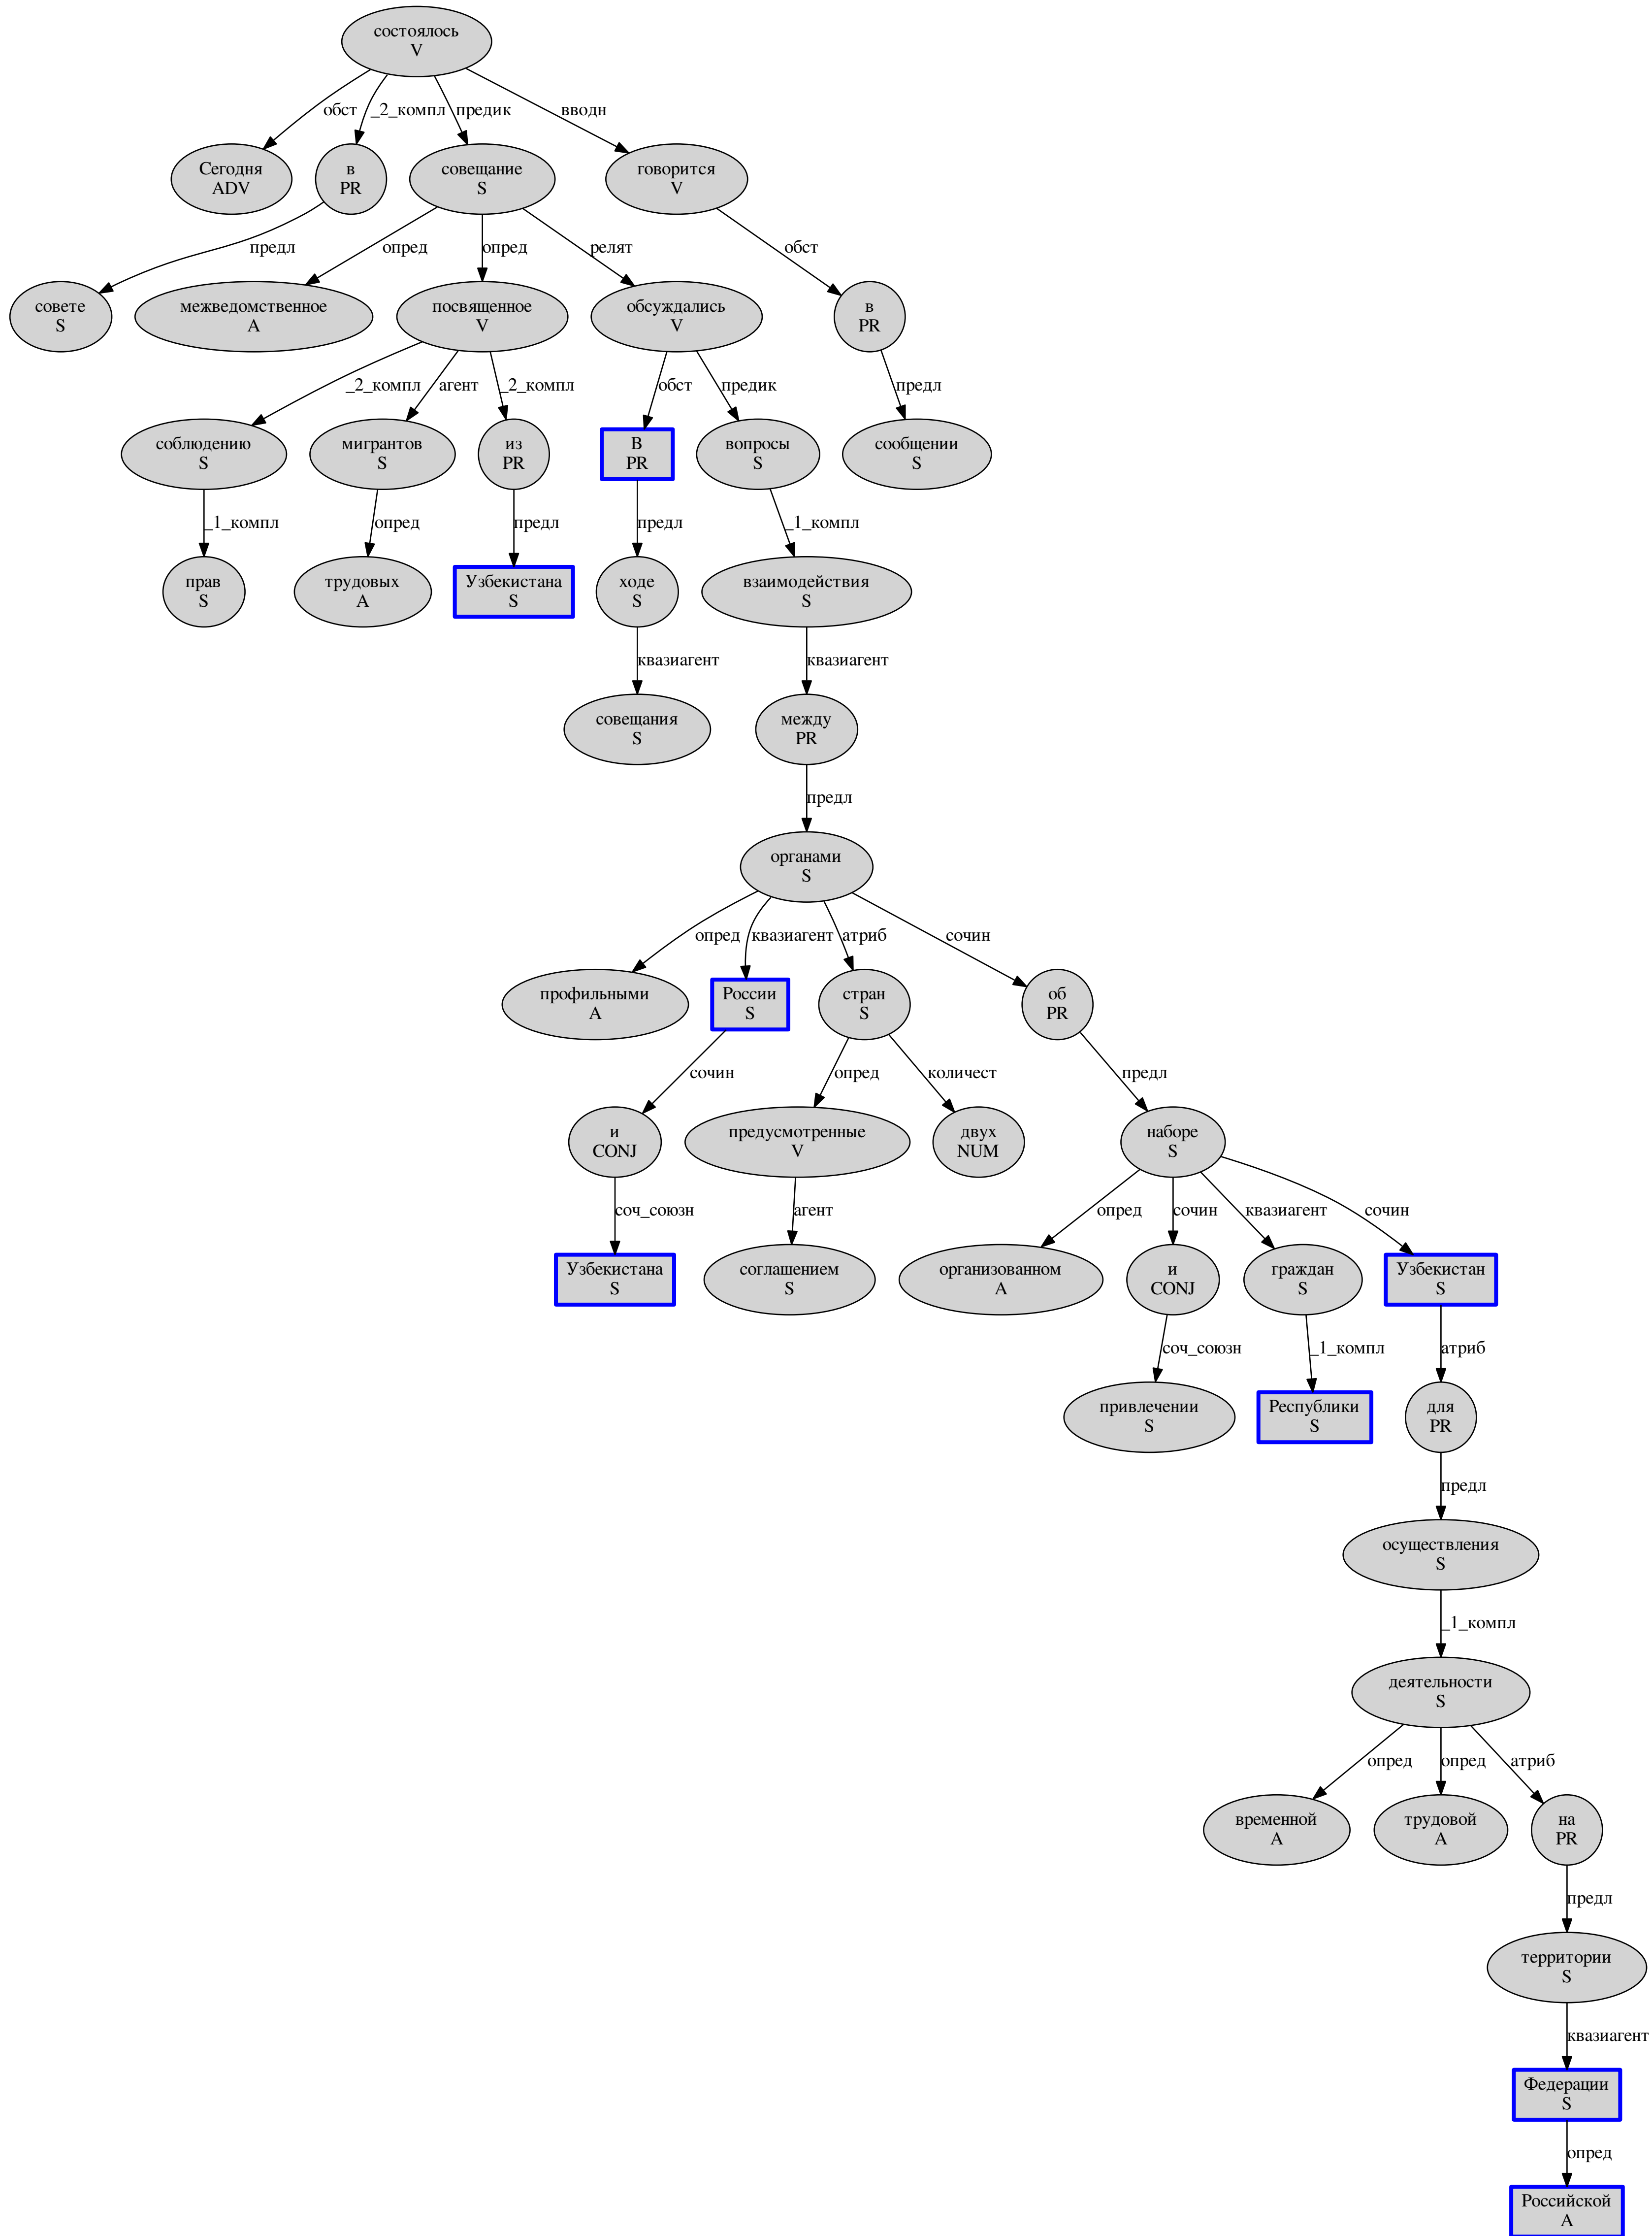 состоялось
V
обст
_2_компл
предик
вводн
Сегодня
ADV
в
PR
совещание
S
говорится
V
предл
опред
опред
релят
обст
совете
S
межведомственное
A
посвященное
V
обсуждались
V
в
PR
_2_компл
агент
_2_компл
обст
предик
предл
соблюдению
S
мигрантов
S
из
PR
В
PR
вопросы
S
сообщении
S
_1_компл
опред
предл
предл
_1_компл
прав
S
трудовых
A
Узбекистана
S
ходе
S
взаимодействия
S
квазиагент
квазиагент
совещания
S
между
PR
предл
органами
S
опред
квазиагент
атриб
сочин
профильными
A
России
S
стран
S
об
PR
сочин
опред
количест
предл
и
CONJ
предусмотренные
V
двух
NUM
наборе
S
соч_союзн
агент
опред
сочин
квазиагент
сочин
Узбекистана
S
соглашением
S
организованном
A
и
CONJ
граждан
S
Узбекистан
S
соч_союзн
_1_компл
атриб
привлечении
S
Республики
S
для
PR
предл
осуществления
S
_1_компл
деятельности
S
опред
опред
атриб
временной
A
трудовой
A
на
PR
предл
территории
S
квазиагент
Федерации
S
опред
Российской
A